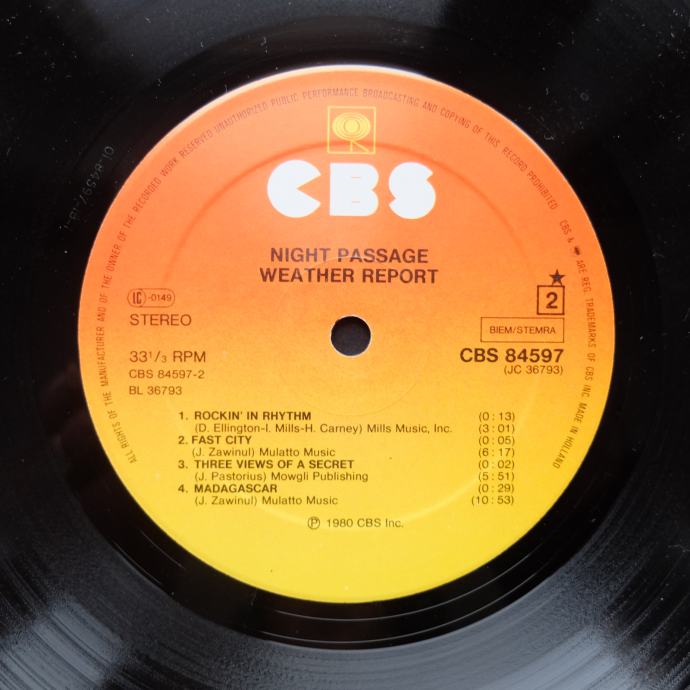 ALL RIGHTS OF THE MANUFACTURER AND OF THE OWNER OF THE RECORDED WORK RESERVED UNAUTHORIZED PUBLIC PERFORMANCE BROADCASTING AND COPYING OF THIS RECORD PROHIBITED CBS & ARE REG. TRADEMARKS OF CBS INC MADE IN HOLLAND
CBS
NIGHT PASSAGE
WEATHER REPORT
LC-0149
STEREO
2
BIEM/STEMRA
33 1/3 RPM
CBS 84597-2
BL 36793
CBS 84597
(JC 36793)
1. ROCKIN' IN RHYTHM (0:13)
(D. Ellington-I. Mills-H. Carney) Mills Music, Inc. (3:01)
2. FAST CITY (0:05)
(J. Zawinul) Mulatto Music (6:17)
3. THREE VIEWS OF A SECRET (0:02)
(J. Pastorius) Mowgli Publishing (5:51)
4. MADAGASCAR (0:29)
(J. Zawinul) Mulatto Music (10:53)
℗ 1980 CBS Inc.